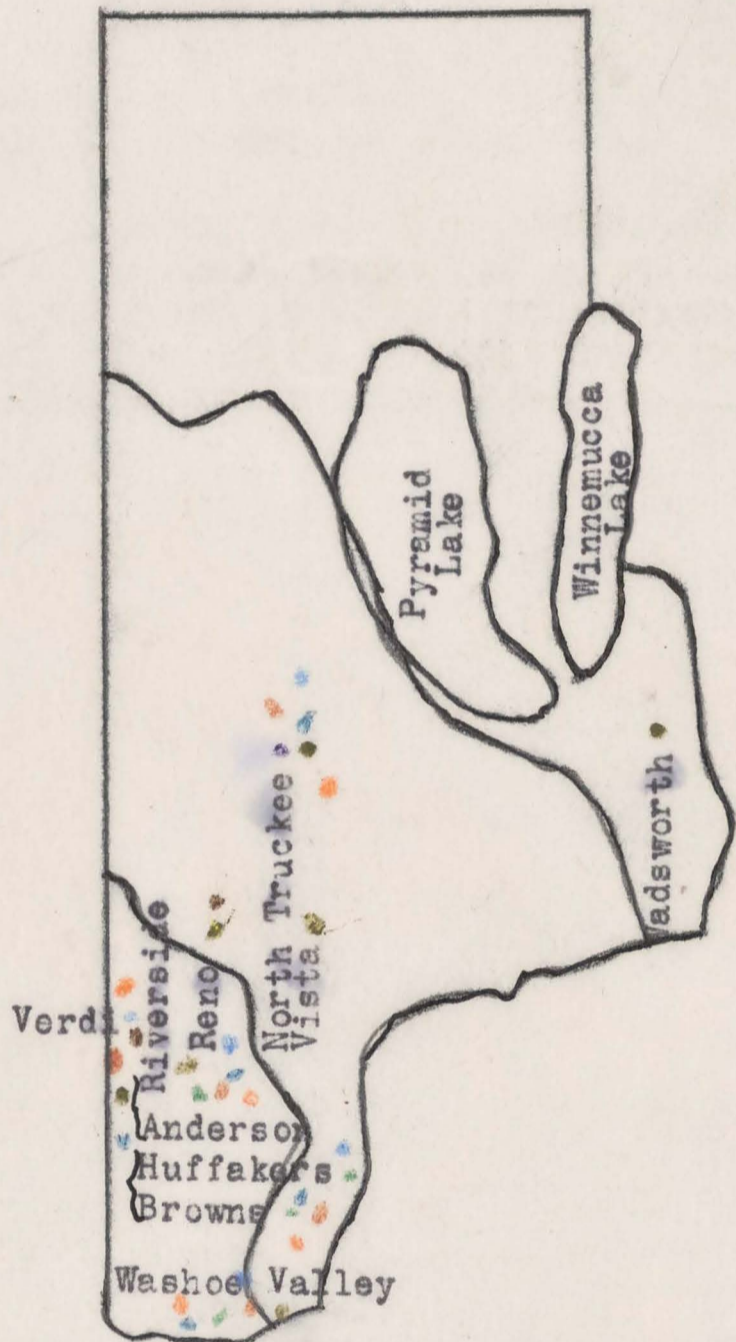 Pyramid
Lake
Winnemucca
Lake
Wadsworth
North Truckee
Vista
Reno
Riverside
Verdi
Anderson
Huffakers
Browns
Washoe Valley